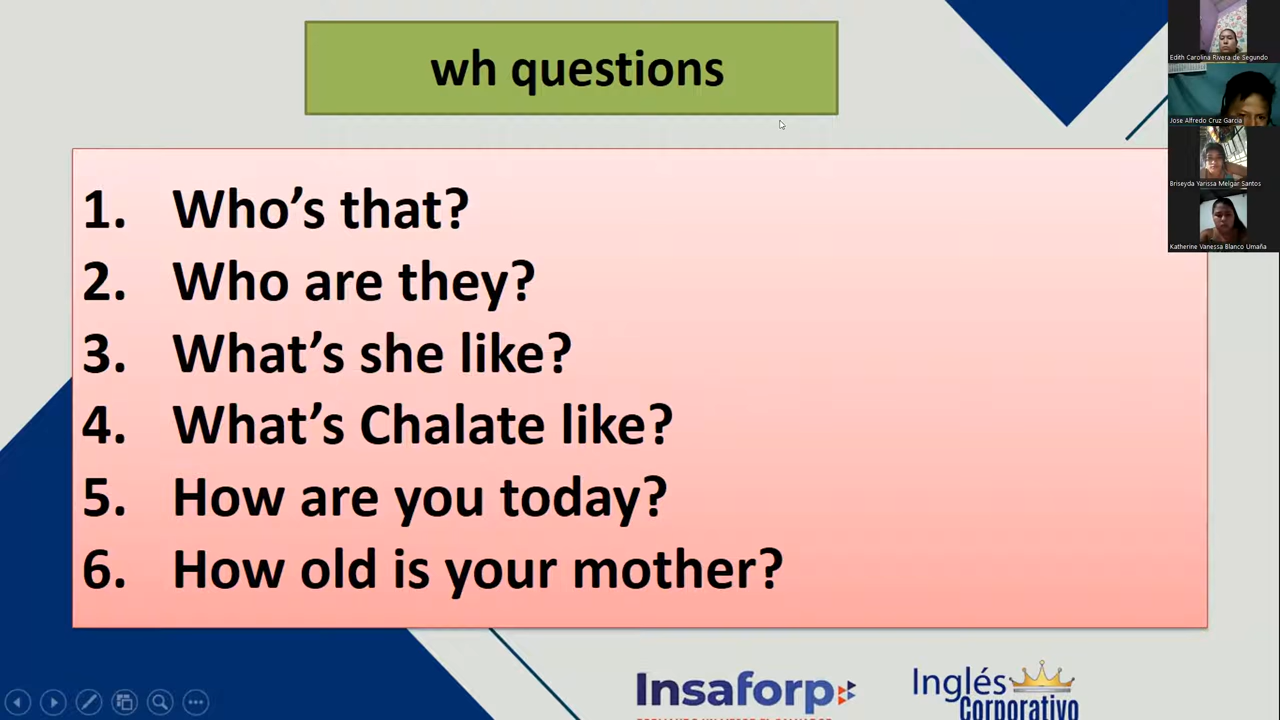 wh questions
Edith Carolina Rivera de Segundo
Jose Alfredo Cruz Garcia
Briseyda Yarissa Melgar Santos
Katherine Vanessa Blanco Umaña
1. Who’s that?
2. Who are they?
3. What’s she like?
4. What’s Chalate like?
5. How are you today?
6. How old is your mother?
Insaforp
Inglés
Corporativo